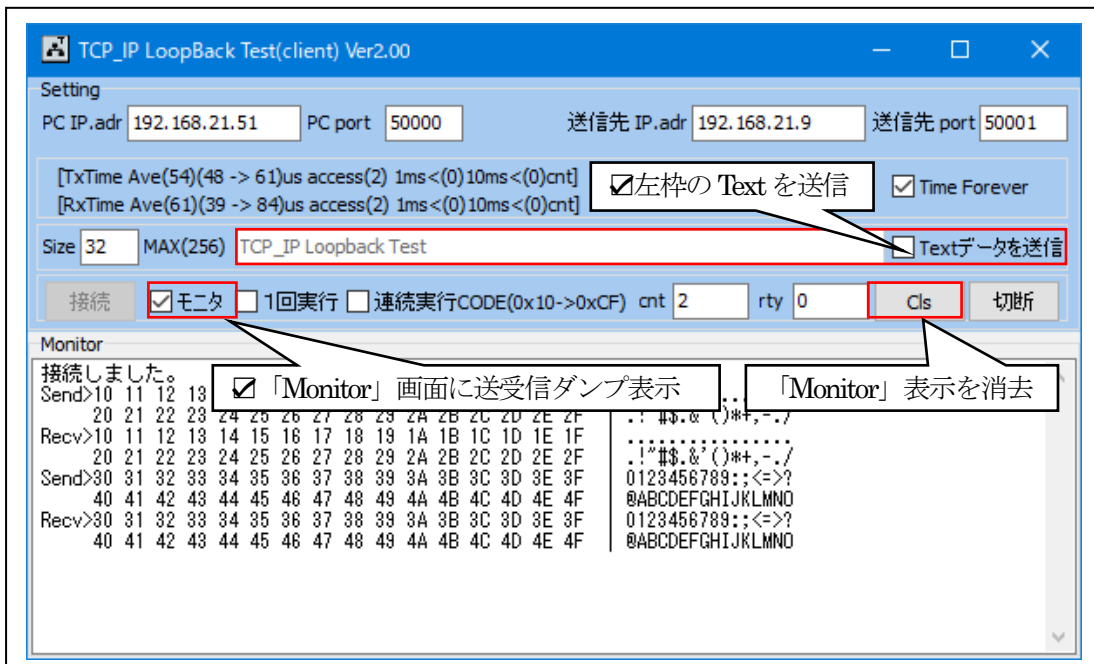 TCP_IP LoopBack Test(client) Ver2.00
Setting
PC IP.adr 192.168.21.51 PC port 50000 送信先 IP.adr 192.168.21.9 送信先 port 50001
[TxTime Ave(54)(48 -> 61)us access(2) 1ms<(0)10ms<(0)cnt]
[RxTime Ave(61)(39 -> 84)us access(2) 1ms<(0)10ms<(0)cnt]
☑左枠の Text を送信
Time Forever
Size 32 MAX(256) TCP_IP Loopback Test Textデータを送信
接続 モニタ 1回実行 連続実行CODE(0x10->0xCF) cnt 2 rty 0 Cls 切断
Monitor
接続しました。
☑「Monitor」画面に送受信ダンプ表示
「Monitor」表示を消去
Send>10 11 12 13
20 21 22 23 24 25 26 27 28 29 2A 2B 2C 2D 2E 2F .!"#$.&'()*+,-./
Recv>10 11 12 13 14 15 16 17 18 19 1A 1B 1C 1D 1E 1F ................
20 21 22 23 24 25 26 27 28 29 2A 2B 2C 2D 2E 2F .!"#$.&'()*+,-./
Send>30 31 32 33 34 35 36 37 38 39 3A 3B 3C 3D 3E 3F 0123456789:;<=>?
40 41 42 43 44 45 46 47 48 49 4A 4B 4C 4D 4E 4F @ABCDEFGHIJKLMNO
Recv>30 31 32 33 34 35 36 37 38 39 3A 3B 3C 3D 3E 3F 0123456789:;<=>?
40 41 42 43 44 45 46 47 48 49 4A 4B 4C 4D 4E 4F @ABCDEFGHIJKLMNO